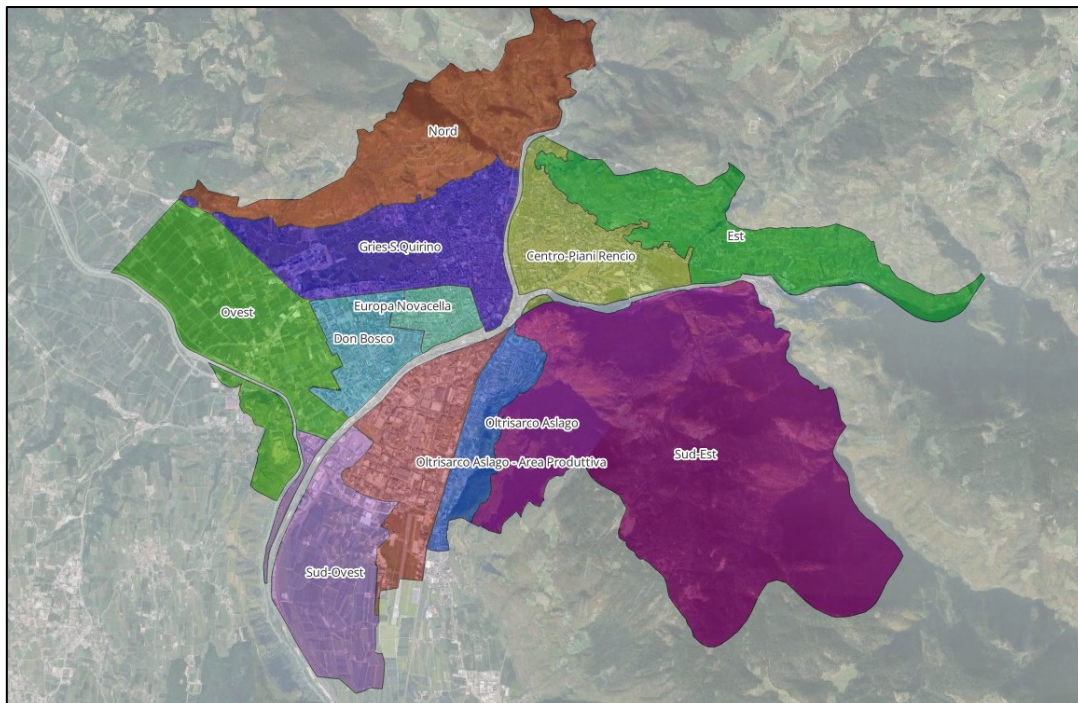 Nord
Est
Gries S.Quirino
Centro-Piani Rencio
Europa Novacella
Ovest
Don Bosco
Oltrisarco Aslago
Sud-Est
Oltrisarco Aslago - Area Produttiva
Sud-Ovest